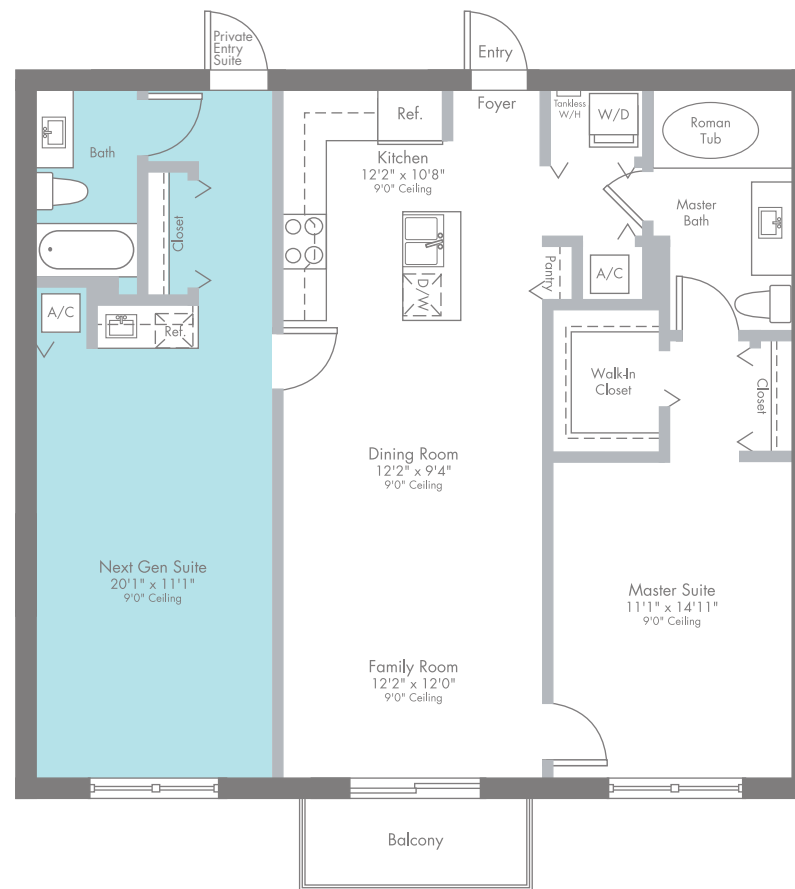 Private
Entry
Suite
Entry
Foyer
Tankless
W/H
W/D
Roman
Tub
Ref.
Bath
Kitchen
12'2" x 10'8"
9'0" Ceiling
Closet
Master
Bath
Pantry
A/C
D/W
A/C
Ref.
Walk-In
Closet
Closet
Dining Room
12'2" x 9'4"
9'0" Ceiling
Next Gen Suite
20'1" x 11'1"
9'0" Ceiling
Master Suite
11'1" x 14'11"
9'0" Ceiling
Family Room
12'2" x 12'0"
9'0" Ceiling
Balcony